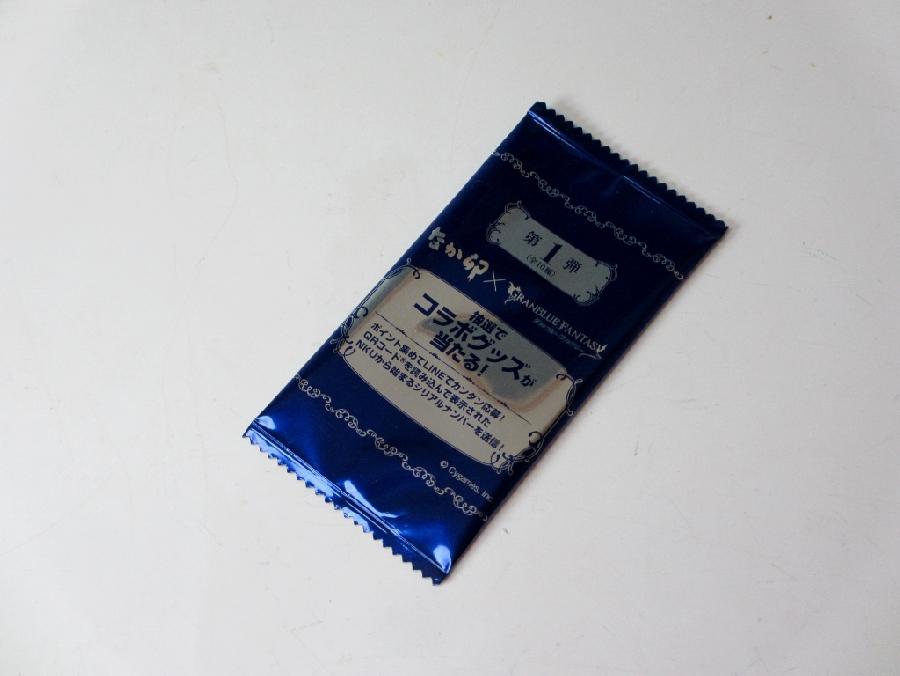 第1弾
(全10種)
なか卯×GRANBLUE FANTASY
抽選で
コラボグッズが
当たる!
ポイント集めてLINEでカンタン応募!
QRコード®を読み込んで表示された
NKUから始まるシリアルナンバーを送信!
© Cygames, Inc.